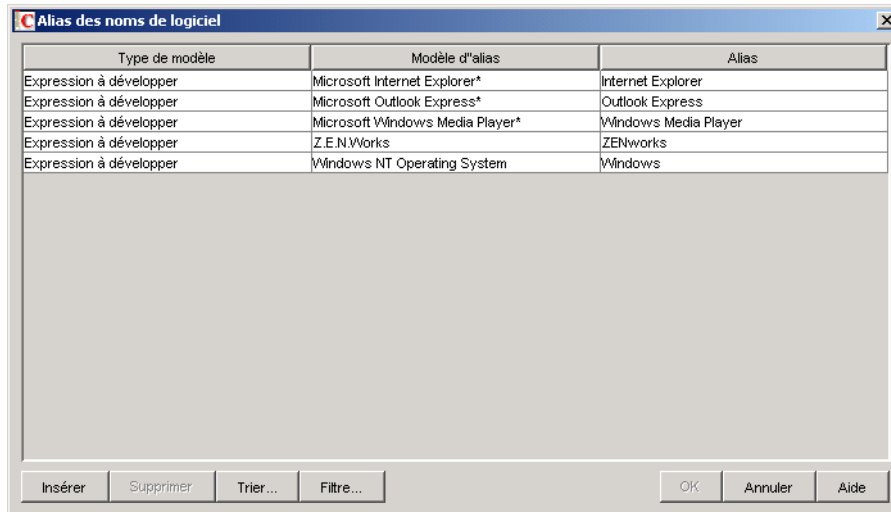 Alias des noms de logiciel
Type de modèle Modèle d''alias Alias
Expression à développer Microsoft Internet Explorer* Internet Explorer
Expression à développer Microsoft Outlook Express* Outlook Express
Expression à développer Microsoft Windows Media Player* Windows Media Player
Expression à développer Z.E.N.Works ZENworks
Expression à développer Windows NT Operating System Windows
Insérer Supprimer Trier... Filtre... OK Annuler Aide